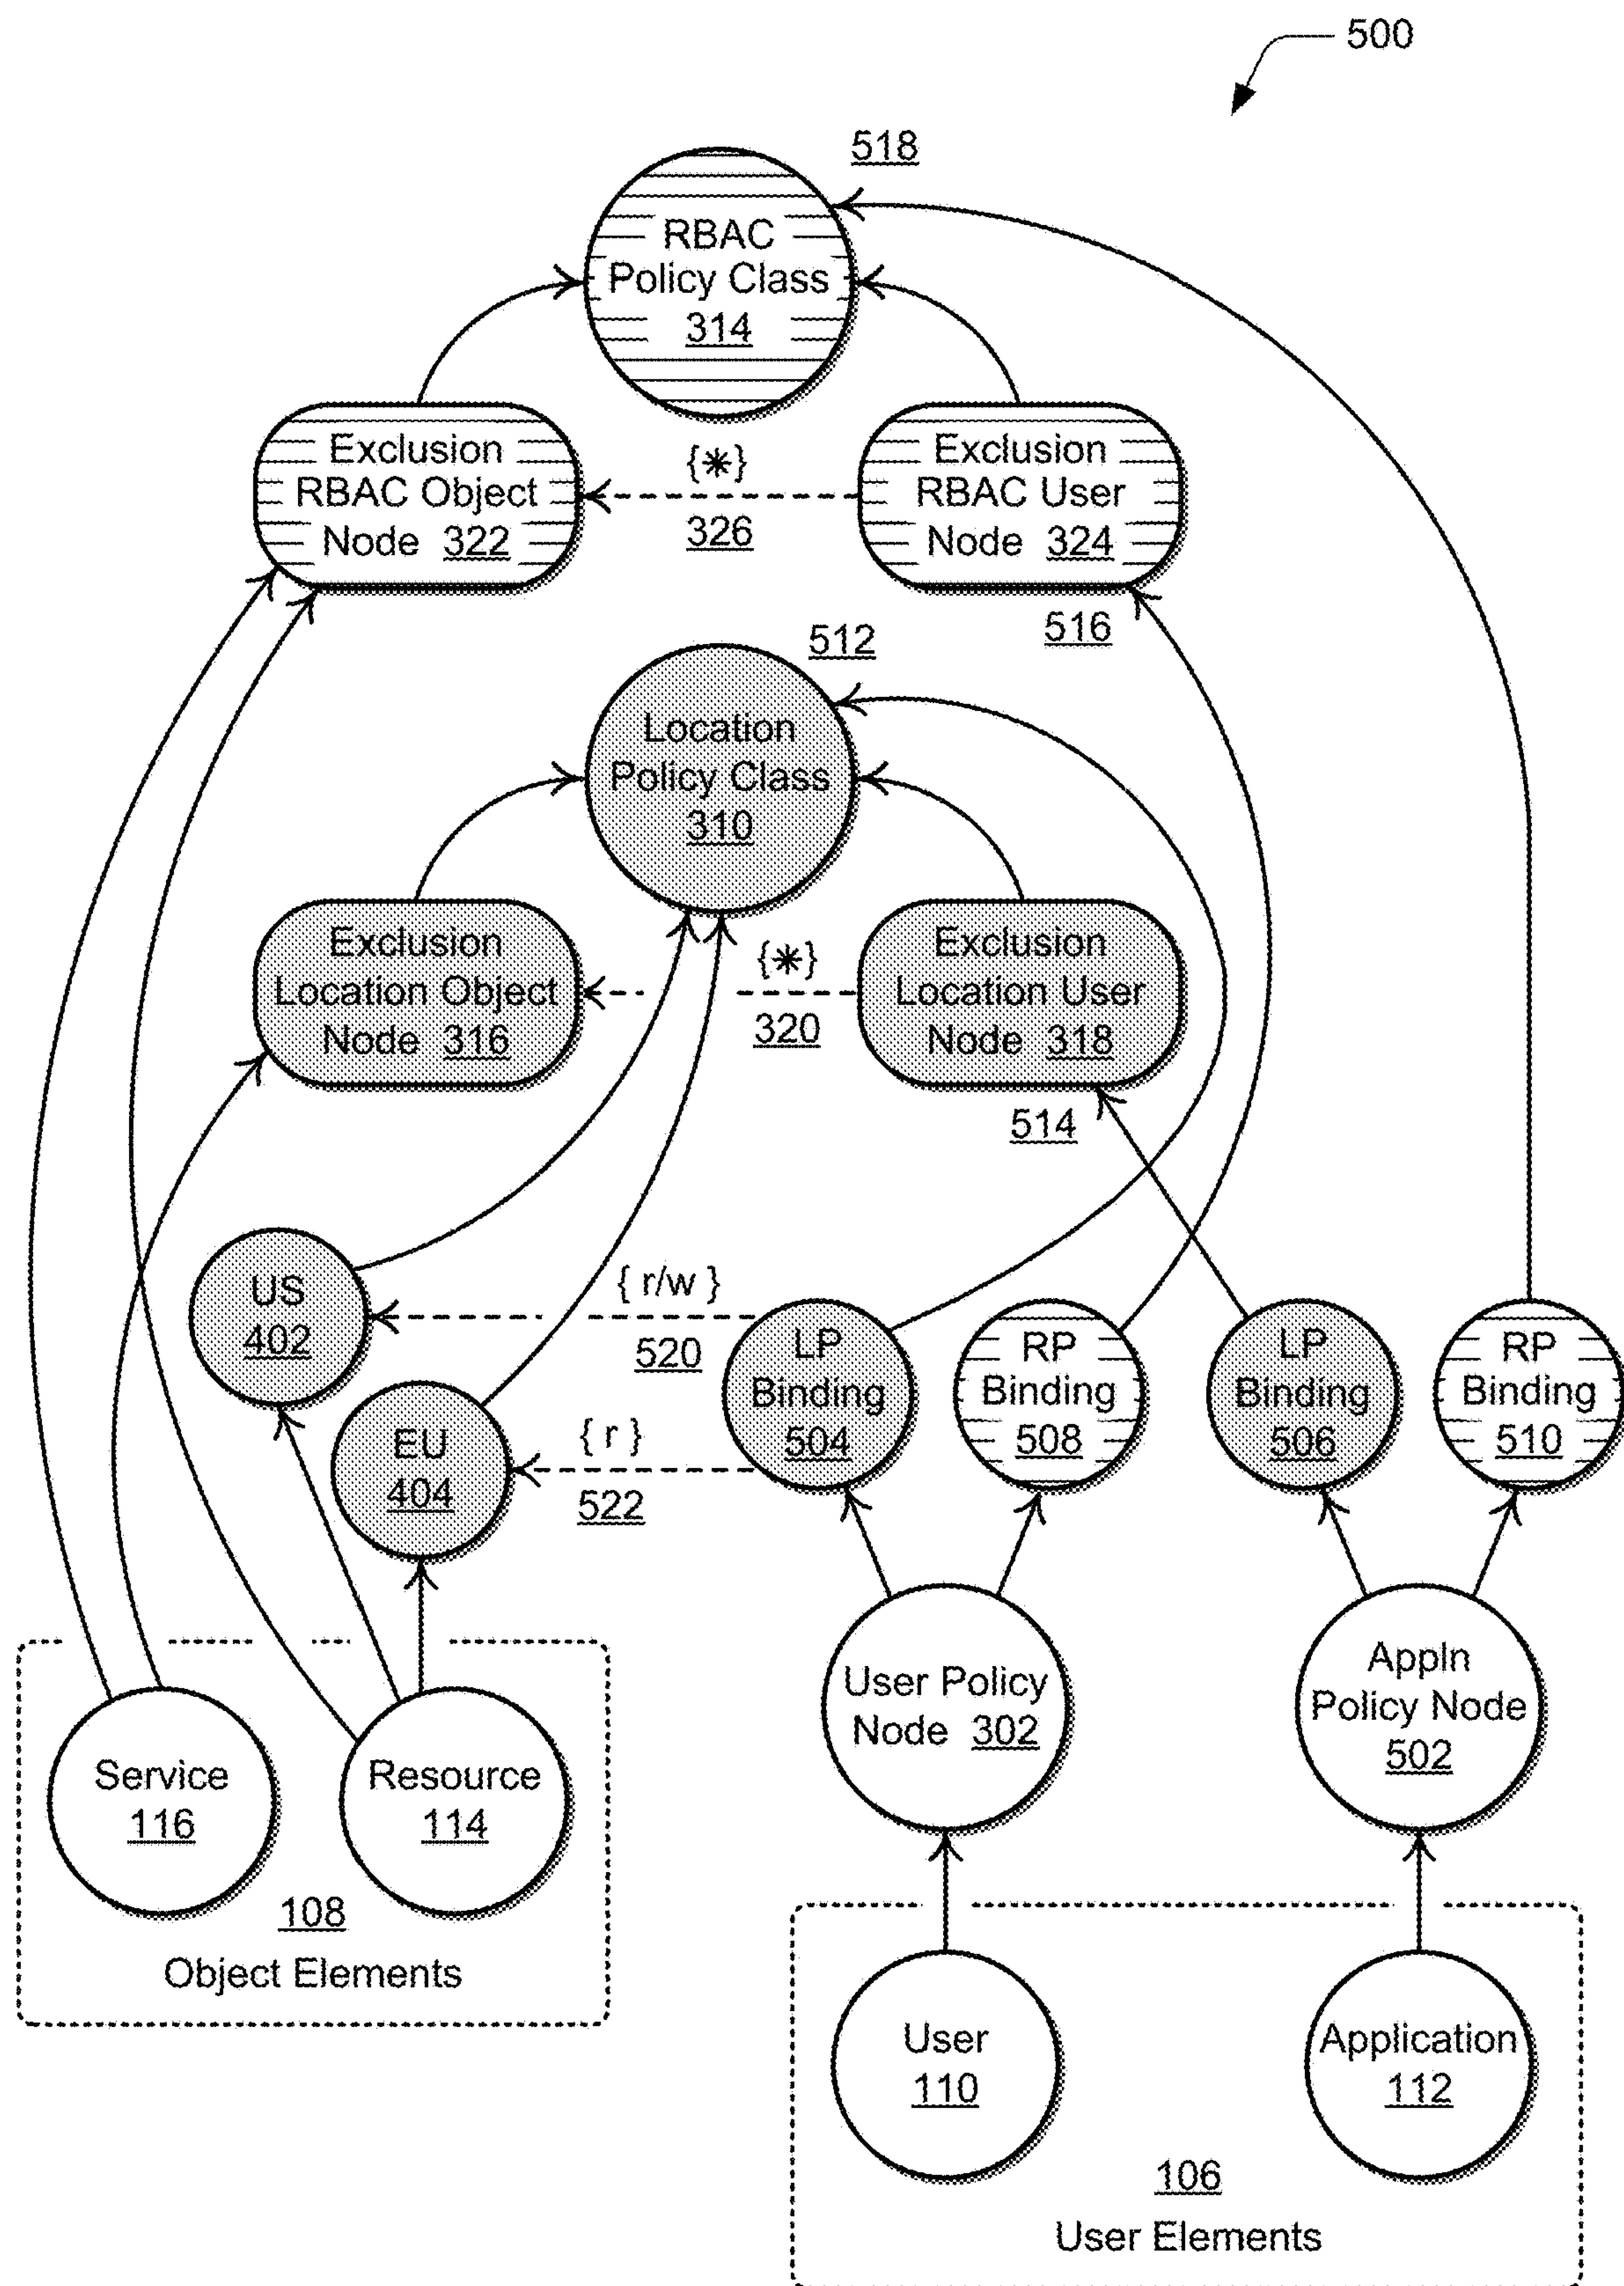 500
518
RBAC
Policy Class
314
Exclusion
RBAC Object
Node 322
{*}
326
Exclusion
RBAC User
Node 324
516
512
Location
Policy Class
310
Exclusion
Location Object
Node 316
{*}
320
Exclusion
Location User
Node 318
514
US
402
{ r/w }
520
EU
404
{ r }
522
LP
Binding
504
RP
Binding
508
LP
Binding
506
RP
Binding
510
User Policy
Node 302
Appln
Policy Node
502
Service
116
Resource
114
108
Object Elements
User
110
Application
112
106
User Elements